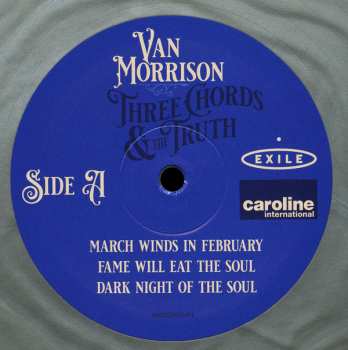 VAN
MORRISON
THREE CHORDS
& THE TRUTH
EXILE
SIDE A
caroline
international
MARCH WINDS IN FEBRUARY
FAME WILL EAT THE SOUL
DARK NIGHT OF THE SOUL